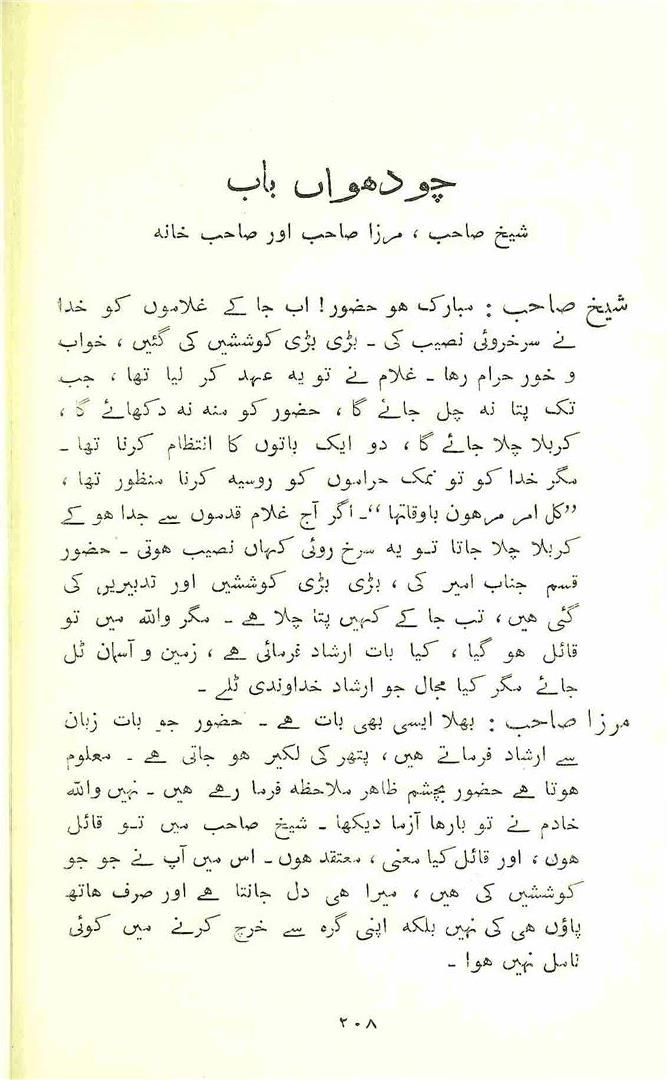 چودھواں باب
شیخ صاحب ، مرزا صاحب اور صاحب خانہ
شیخ صاحب : مبارک ہو حضور! اب جا کے غلاموں کو خدا
نے سرخروئی نصیب کی ۔ بڑی بڑی کوششیں کی گئیں ، خواب
و خور حرام رہا ۔ غلام نے تو یہ عہد کر لیا تھا ، جب
تک پتا نہ چل جائے گا ، حضور کو منہ نہ دکھائے گا ،
کربلا چلا جائے گا ، دو ایک باتوں کا انتظام کرنا تھا ۔
مگر خدا کو تو نمک حراموں کو روسیہ کرنا منظور تھا ،
”کل امر مرھون باوقاتھا“ ۔ اگر آج غلام قدموں سے جدا ہو کے
کربلا چلا جاتا تو یہ سرخ روئی کہاں نصیب ہوتی ۔ حضور
قسم جناب امیر کی ، بڑی بڑی کوششیں اور تدبیریں کی
گئی ہیں ، تب جا کے کہیں پتا چلا ہے ۔ مگر واللہ میں تو
قائل ہو گیا ، کیا بات ارشاد فرمائی ہے ، زمین و آسمان ٹل
جائے مگر کیا مجال جو ارشاد خداوندی ٹلے ۔
مرزا صاحب : بھلا ایسی بھی بات ہے ۔ حضور جو بات زبان
سے ارشاد فرماتے ہیں ، پتھر کی لکیر ہو جاتی ہے ۔ معلوم
ہوتا ہے حضور بچشم ظاہر ملاحظہ فرما رہے ہیں ۔ نہیں واللہ
خادم نے تو بارہا آزما دیکھا ۔ شیخ صاحب میں تو قائل
ہوں ، اور قائل کیا معنی ، معتقد ہوں ۔ اس میں آپ نے جو جو
کوششیں کی ہیں ، میرا ہی دل جانتا ہے اور صرف ہاتھ
پاؤں ہی کی نہیں بلکہ اپنی گرہ سے خرچ کرنے میں کوئی
تامل نہیں ہوا ۔
۲۰۸